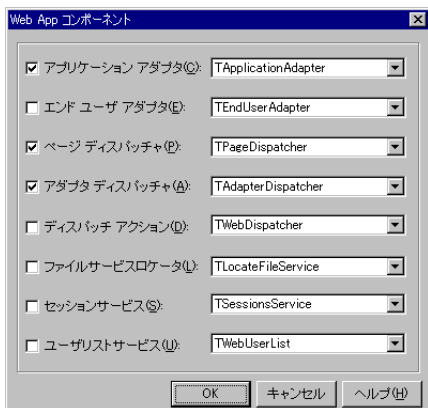 Web App コンポーネント
アプリケーション アダプタ(C): TApplicationAdapter
エンド ユーザ アダプタ(E): TEndUserAdapter
ページ ディスパッチャ(P): TPageDispatcher
アダプタ ディスパッチャ(A): TAdapterDispatcher
ディスパッチ アクション(D): TWebDispatcher
ファイルサービスロケータ(L): TLocateFileService
セッションサービス(S): TSessionsService
ユーザリストサービス(U): TWebUserList
OK キャンセル ヘルプ(H)